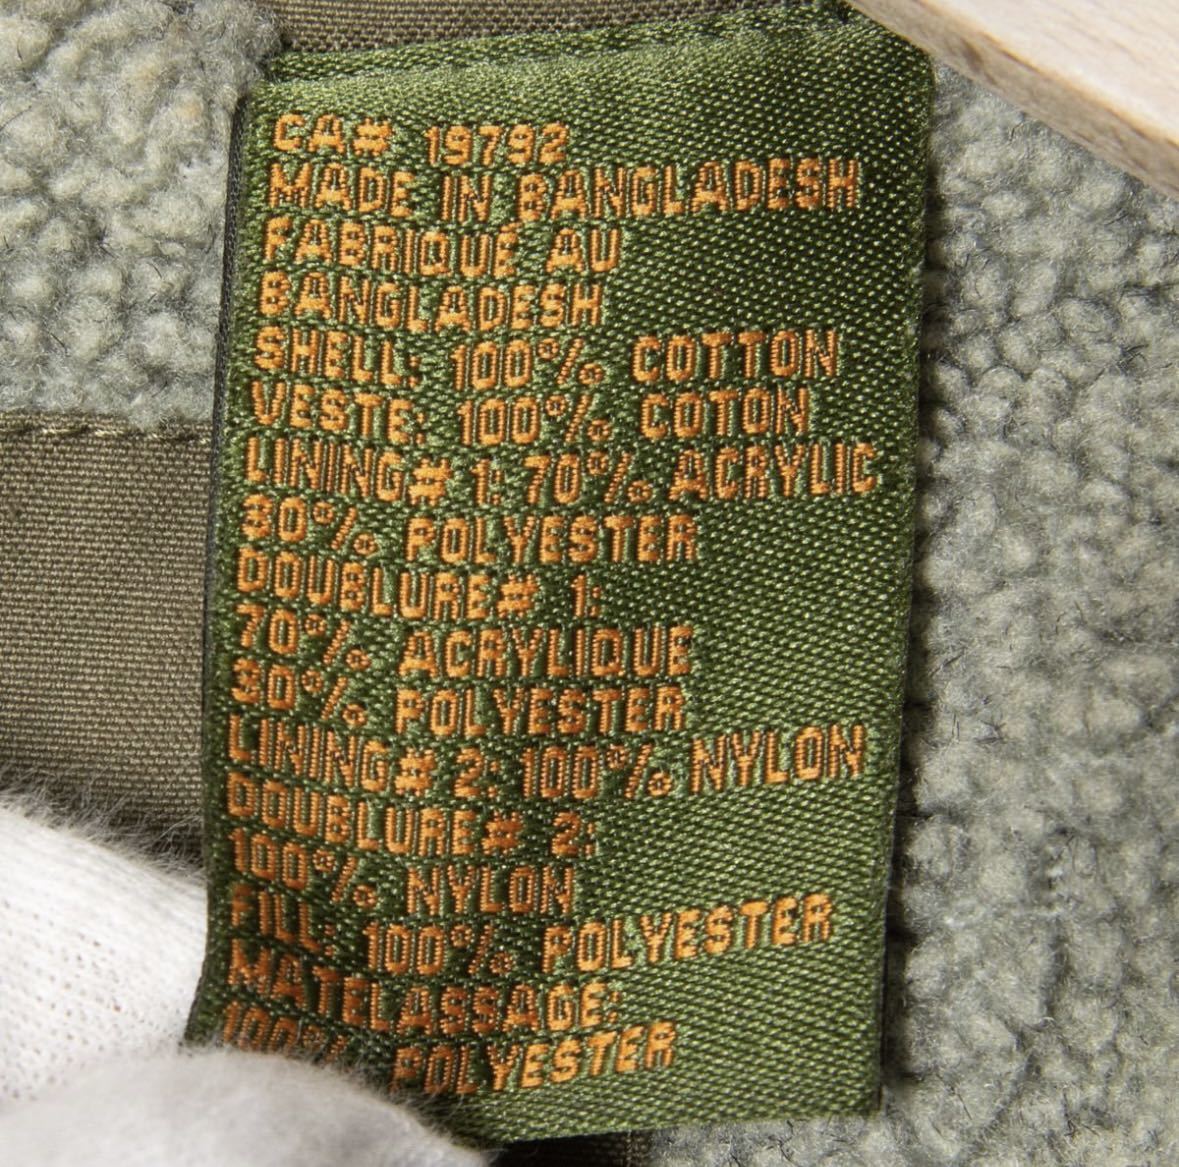 CA# 19792
MADE IN BANGLADESH
FABRIQUÉ AU
BANGLADESH
SHELL: 100% COTTON
VESTE: 100% COTON
LINING# 1: 70% ACRYLIC
30% POLYESTER
DOUBLURE# 1:
70% ACRYLIQUE
30% POLYESTER
LINING# 2: 100% NYLON
DOUBLURE# 2:
100% NYLON
FILL: 100% POLYESTER
MATELASSAGE:
100% POLYESTER